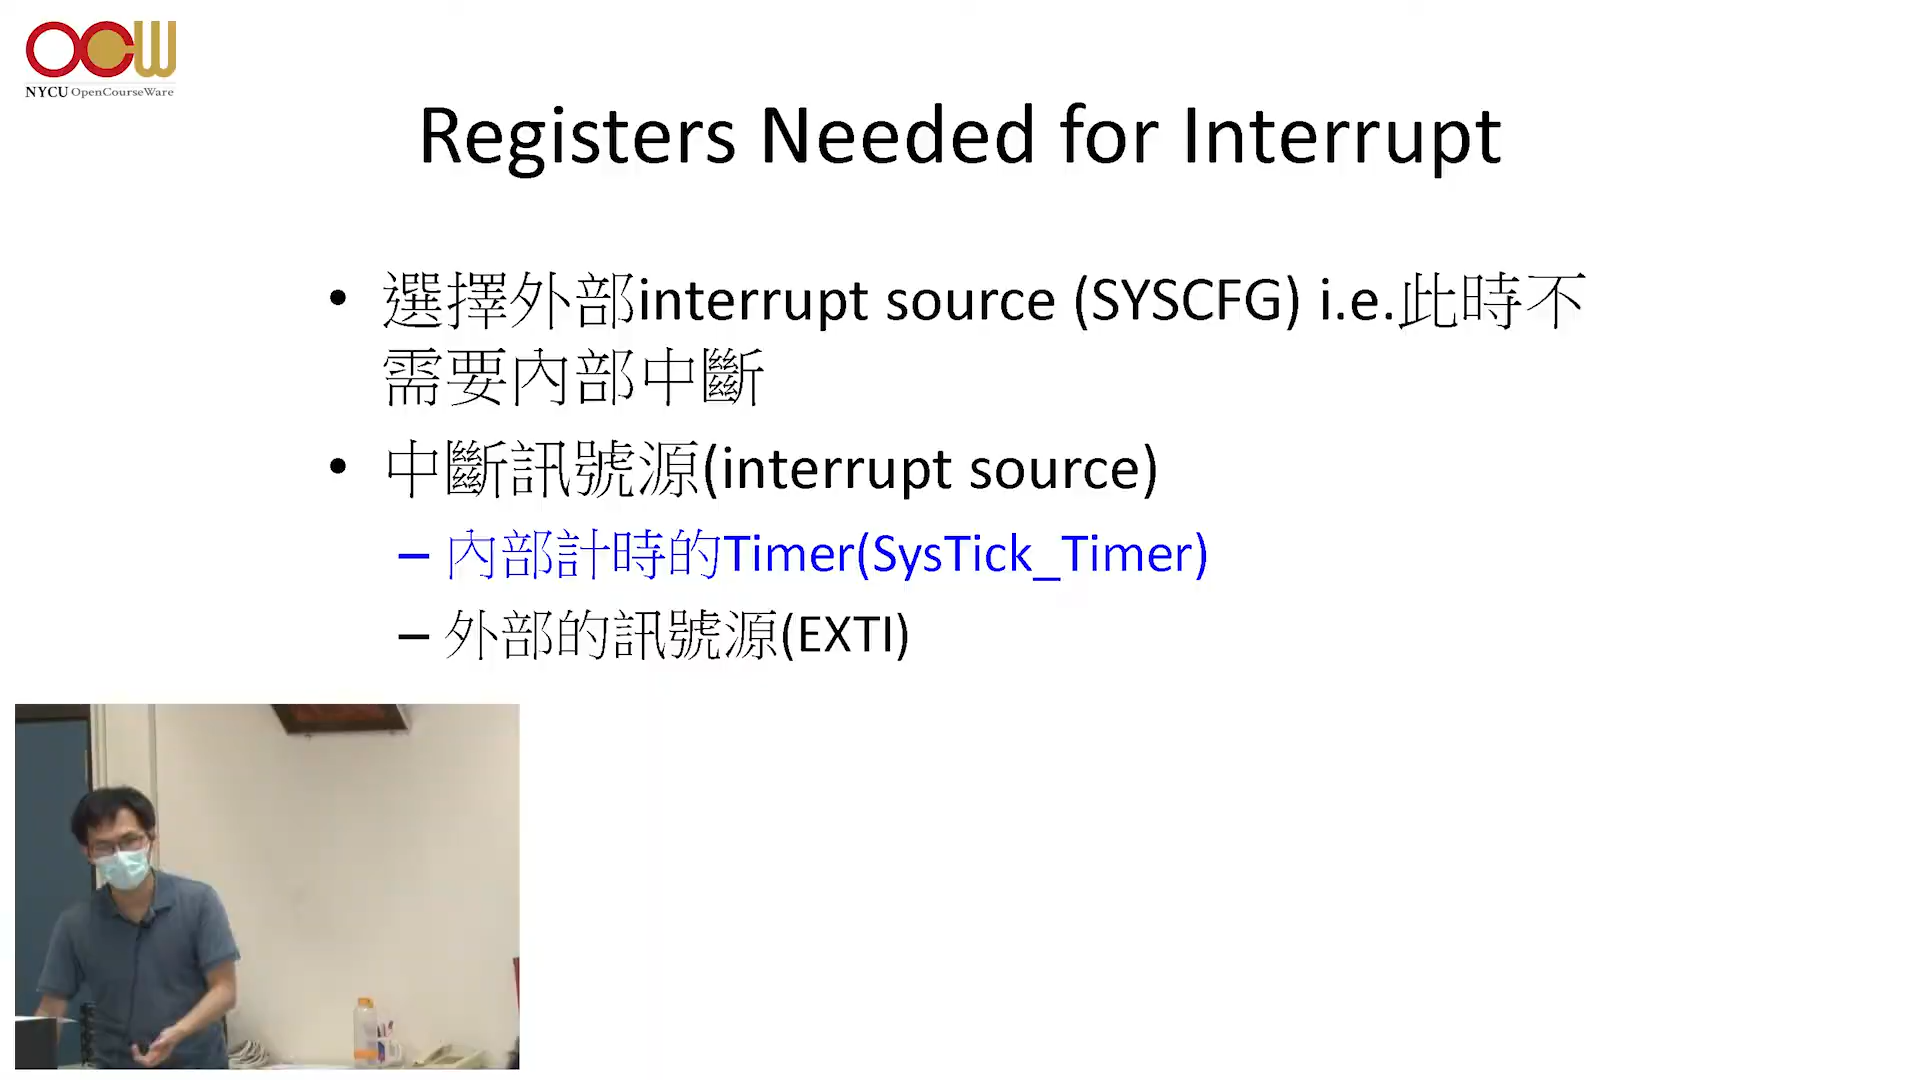 OCW
NYCU OpenCourseWare
Registers Needed for Interrupt
• 選擇外部interrupt source (SYSCFG) i.e.此時不
需要內部中斷
• 中斷訊號源(interrupt source)
– 內部計時的Timer(SysTick_Timer)
– 外部的訊號源(EXTI)